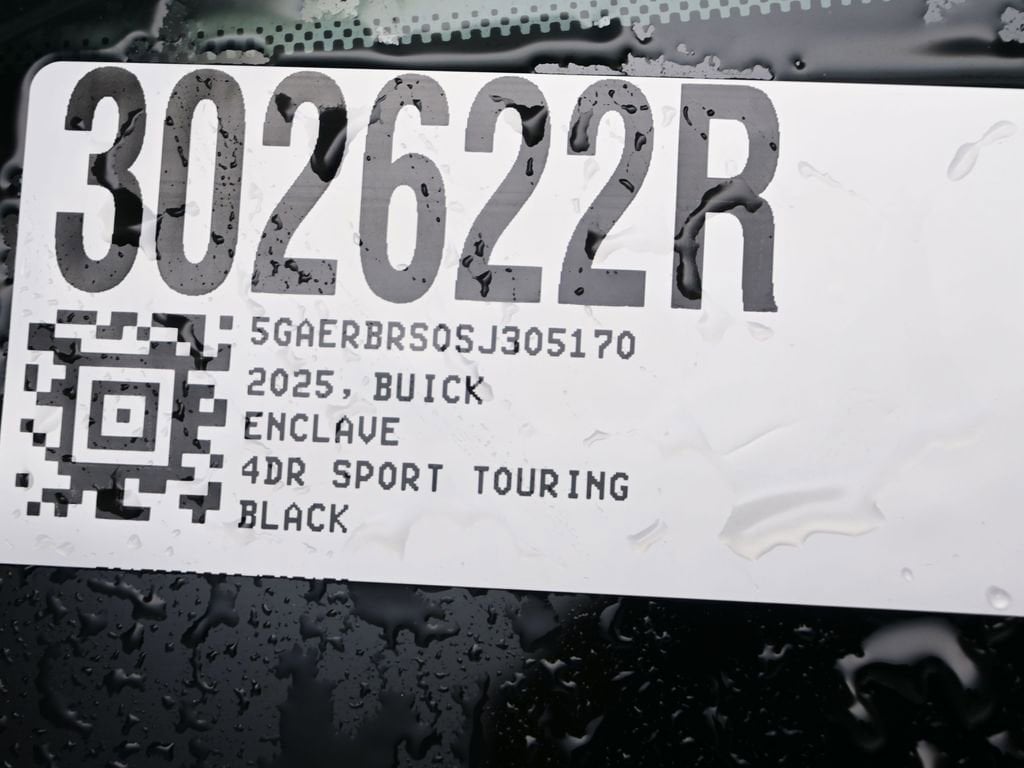 302622R
5GAERBRS0SJ305170
2025, BUICK
ENCLAVE
4DR SPORT TOURING
BLACK